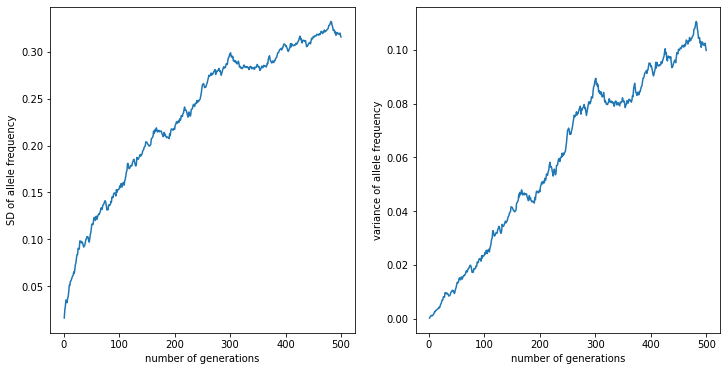 SD of allele frequency
0.30
0.25
0.20
0.15
0.10
0.05
0 100 200 300 400 500
number of generations
variance of allele frequency
0.10
0.08
0.06
0.04
0.02
0.00
0 100 200 300 400 500
number of generations